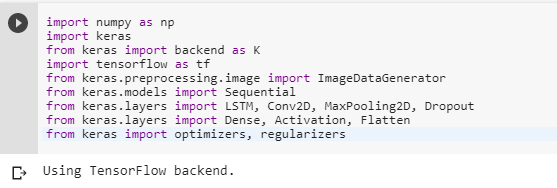 import numpy as np
import keras
from keras import backend as K
import tensorflow as tf
from keras.preprocessing.image import ImageDataGenerator
from keras.models import Sequential
from keras.layers import LSTM, Conv2D, MaxPooling2D, Dropout
from keras.layers import Dense, Activation, Flatten
from keras import optimizers, regularizers
Using TensorFlow backend.